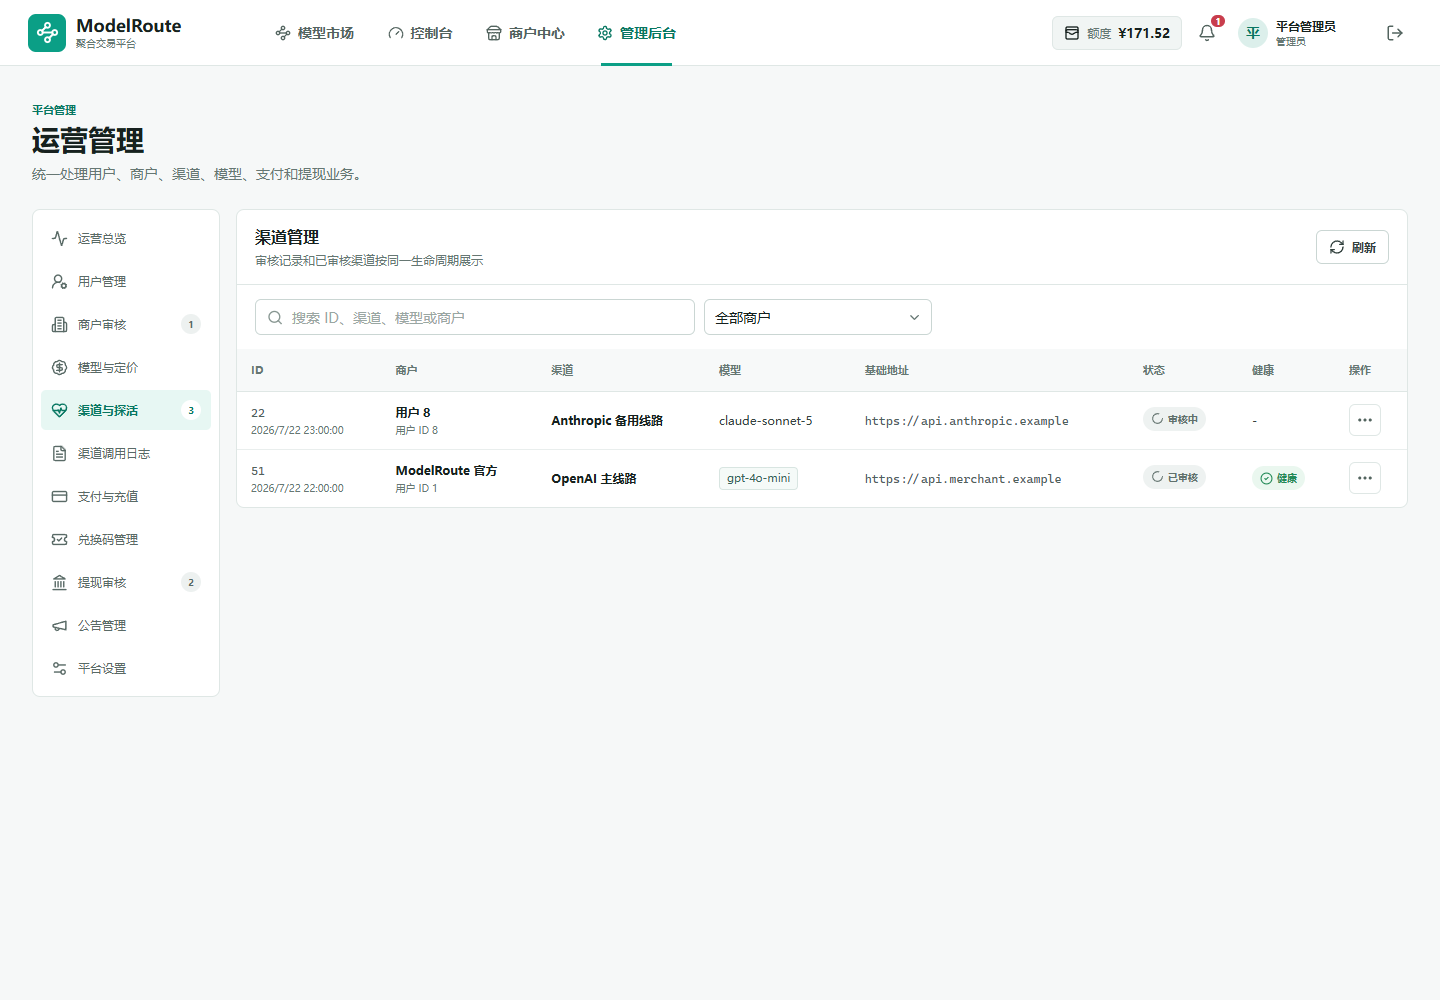 ModelRoute
聚合交易平台
模型市场
控制台
商户中心
管理后台
额度 ¥171.52
1
平
平台管理员
管理员
平台管理
运营管理
统一处理用户、商户、渠道、模型、支付和提现业务。
运营总览
用户管理
商户审核 1
模型与定价
渠道与探活 3
渠道调用日志
支付与充值
兑换码管理
提现审核 2
公告管理
平台设置
渠道管理
审核记录和已审核渠道按同一生命周期展示
刷新
搜索 ID、渠道、模型或商户
全部商户
ID 商户 渠道 模型 基础地址 状态 健康 操作
22
2026/7/22 23:00:00
用户 8
用户 ID 8
Anthropic 备用线路
claude-sonnet-5
https://api.anthropic.example
审核中
-
51
2026/7/22 22:00:00
ModelRoute 官方
用户 ID 1
OpenAI 主线路
gpt-4o-mini
https://api.merchant.example
已审核
健康